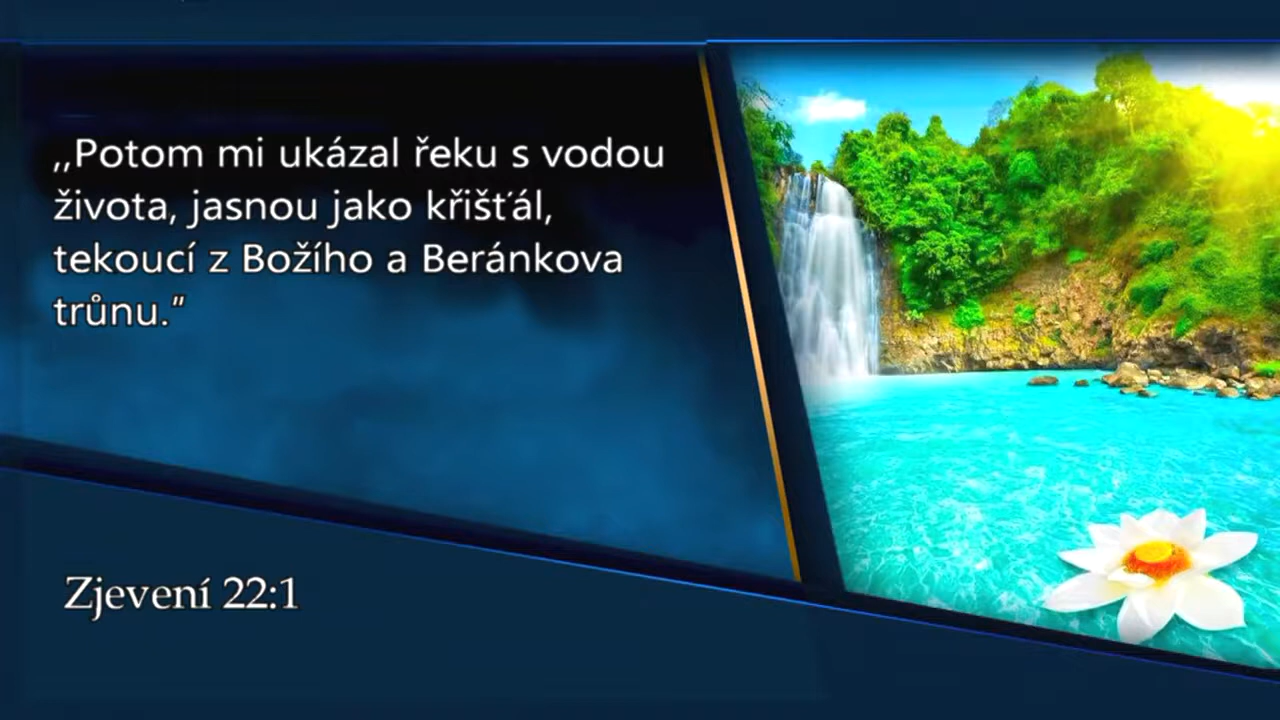 ,,Potom mi ukázal řeku s vodou
života, jasnou jako křišťál,
tekoucí z Božího a Beránkova
trůnu."
Zjevení 22:1